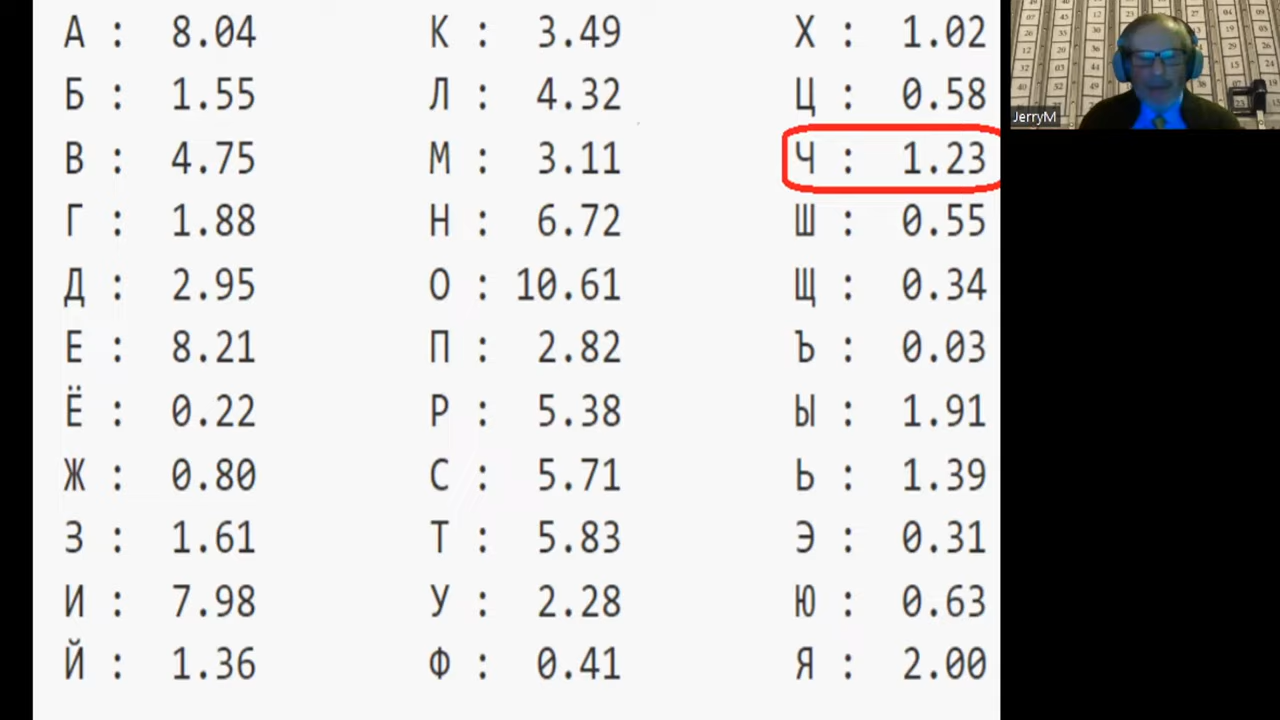 А : 8.04 К : 3.49 Х : 1.02
Б : 1.55 Л : 4.32 Ц : 0.58
В : 4.75 М : 3.11 Ч : 1.23
Г : 1.88 Н : 6.72 Ш : 0.55
Д : 2.95 О : 10.61 Щ : 0.34
Е : 8.21 П : 2.82 Ъ : 0.03
Ё : 0.22 Р : 5.38 Ы : 1.91
Ж : 0.80 С : 5.71 Ь : 1.39
З : 1.61 Т : 5.83 Э : 0.31
И : 7.98 У : 2.28 Ю : 0.63
Й : 1.36 Ф : 0.41 Я : 2.00
JerryM